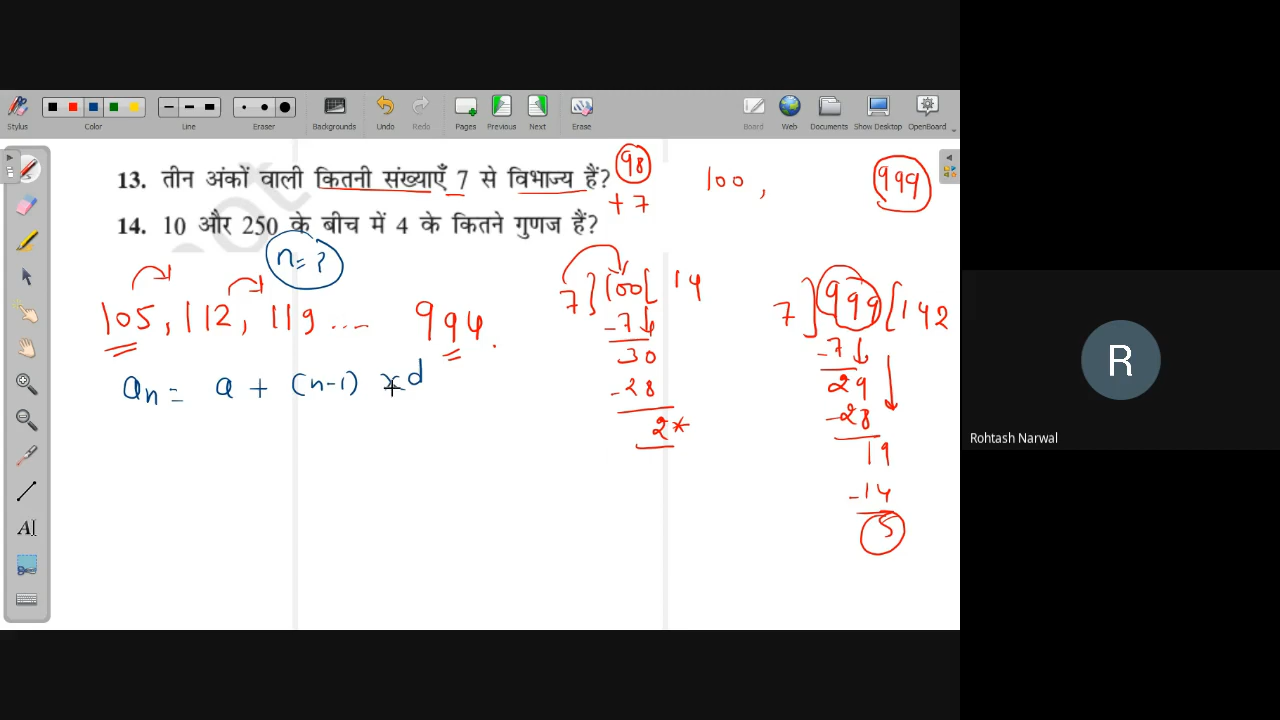 Stylus
Color
Line
Eraser
Backgrounds
Undo
Redo
Pages
Previous
Next
Erase
Board
Web
Documents
Show Desktop
OpenBoard
13. तीन अंकों वाली कितनी संख्याएँ 7 से विभाज्य हैं?
98
+ 7
100,
999
14. 10 और 250 के बीच में 4 के कितने गुणज हैं?
n = ?
105, 112, 119 .... 994.
an = a + (n-1) x d
7)100(14
-7
30
-28
2*
7)999(142
-7
29
-28
19
-14
5
R
Rohtash Narwal